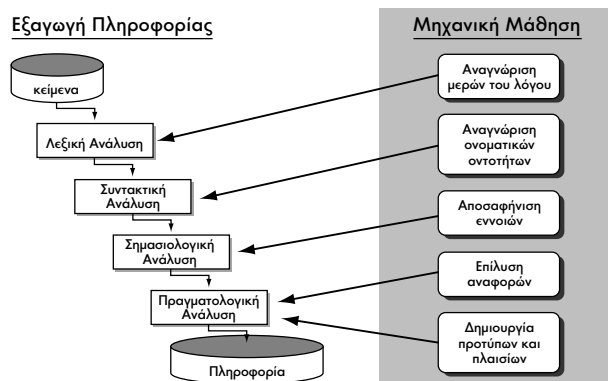 Εξαγωγή Πληροφορίας
κείμενα
Λεξική Ανάλυση
Συντακτική
Ανάλυση
Σημασιολογική
Ανάλυση
Πραγματολογική
Ανάλυση
Πληροφορία
Μηχανική Μάθηση
Αναγνώριση
μερών του λόγου
Αναγνώριση
ονοματικών
οντοτήτων
Αποσαφήνιση
εννοιών
Επίλυση
αναφορών
Δημιουργία
προτύπων και
πλαισίων